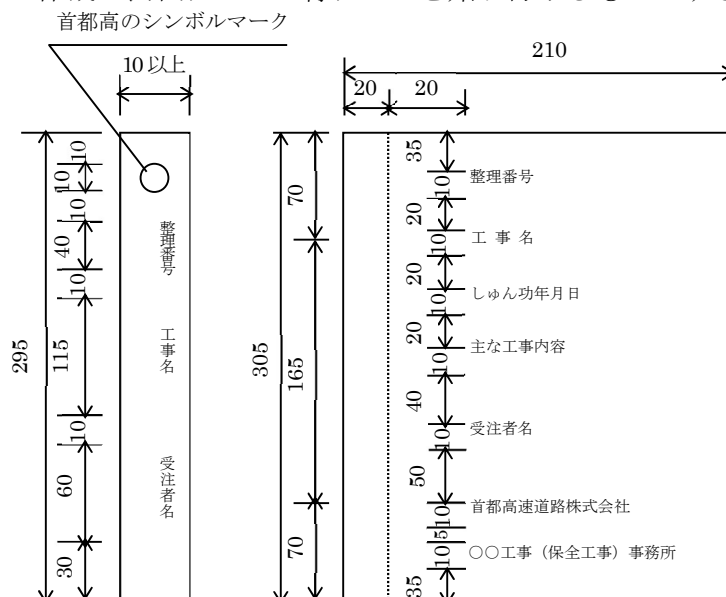 首都高のシンボルマーク
10以上
10
10
10
40
10
115
10
60
30
295
整理番号
工事名
受注者名
210
20
20
305
70
165
70
35
10
整理番号
20
10
工 事 名
20
10
しゅん功年月日
20
10
主な工事内容
40
10
受注者名
50
10
首都高速道路株式会社
5
10
○○工事（保全工事）事務所
35